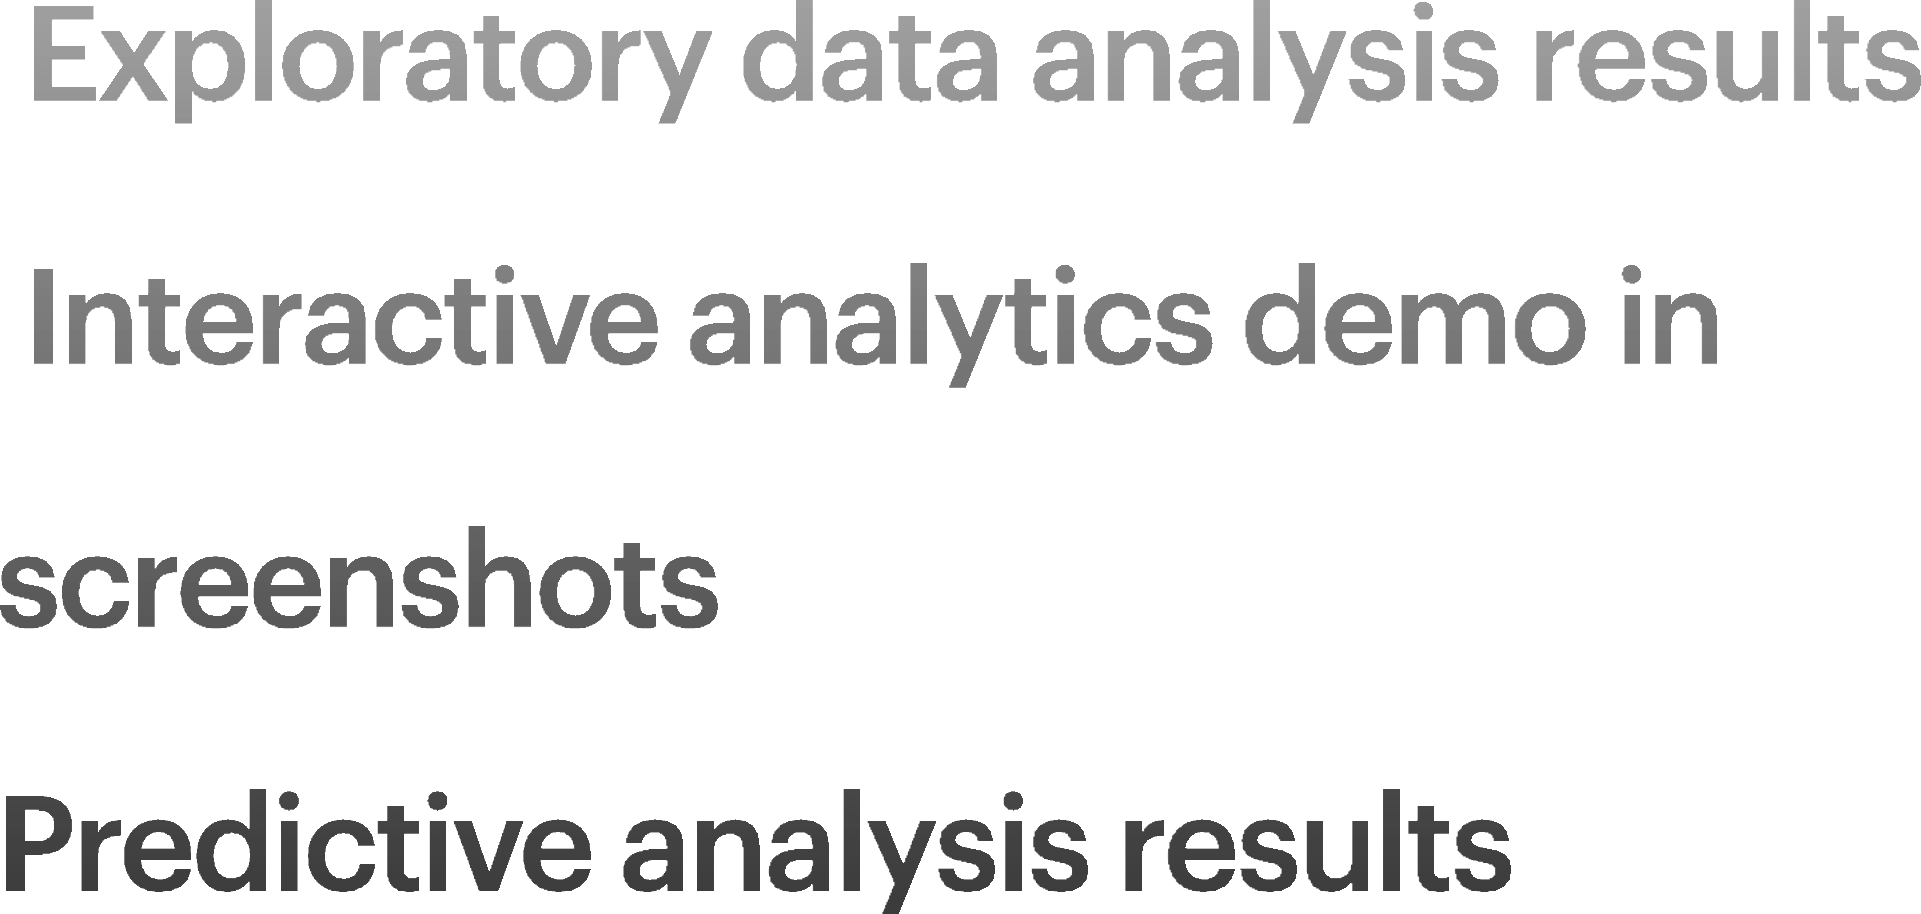 Exploratory data analysis results
Interactive analytics demo in
screenshots
Predictive analysis results